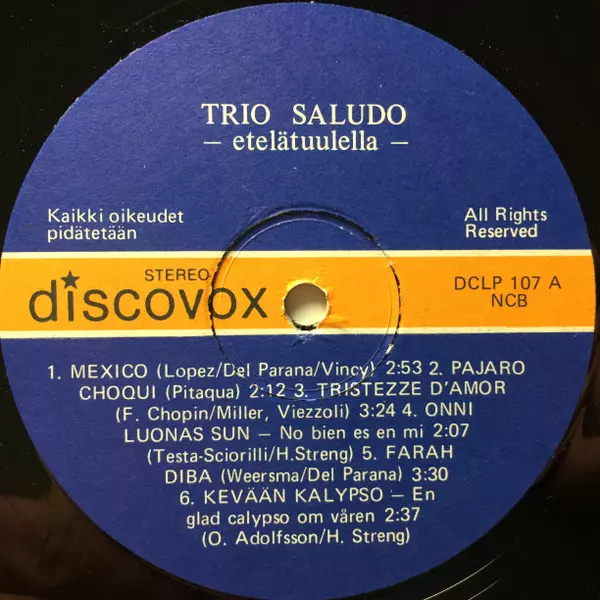 TRIO SALUDO
– etelätuulella –
Kaikki oikeudet
pidätetään
All Rights
Reserved
STEREO
discovox
DCLP 107 A
NCB
1. MEXICO (Lopez/Del Parana/Vincy) 2:53 2. PAJARO
CHOQUI (Pitaqua) 2:12 3. TRISTEZZE D'AMOR
(F. Chopin/Miller, Viezzoli) 3:24 4. ONNI
LUONAS SUN – No bien es en mi 2:07
(Testa-Sciorilli/H.Streng) 5. FARAH
DIBA (Weersma/Del Parana) 3:30
6. KEVÄÄN KALYPSO – En
glad calypso om våren 2:37
(O. Adolfsson/H. Streng)